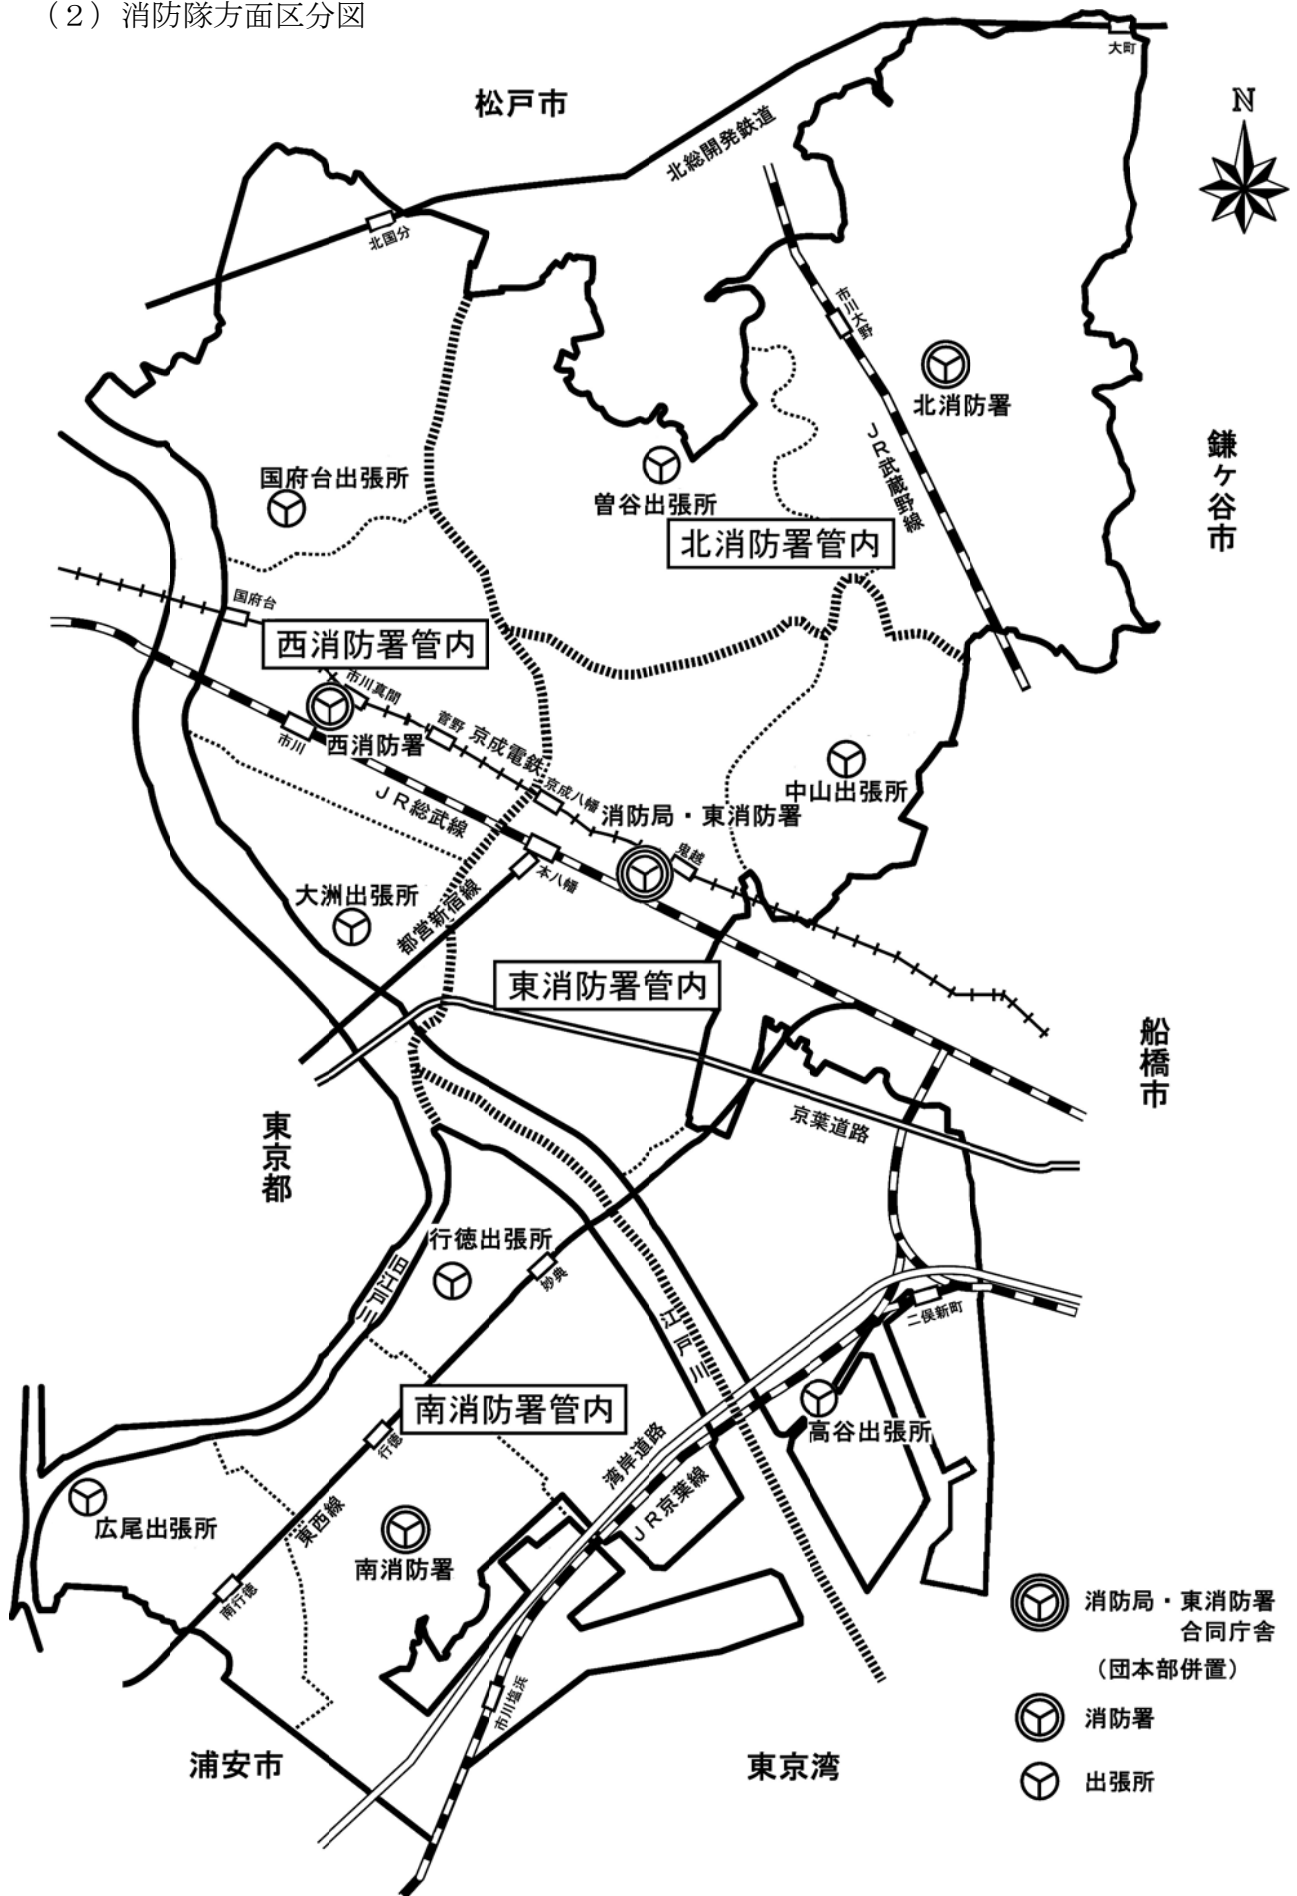 （２）消防隊方面区分図
大町
松戸市
N
北総開発鉄道
北国分
市川大野
北消防署
JR武蔵野線
鎌ヶ谷市
国府台出張所
曽谷出張所
北消防署管内
国府台
西消防署管内
市川真間
菅野
京成電鉄
市川
西消防署
京成八幡
中山出張所
消防局・東消防署
JR総武線
鬼越
本八幡
大洲出張所
都営新宿線
東消防署管内
船橋市
京葉道路
東京都
行徳出張所
妙典
旧江戸川
江戸川
二俣新町
南消防署管内
高谷出張所
行徳
湾岸道路
JR京葉線
広尾出張所
東西線
南消防署
南行徳
市川塩浜
浦安市
東京湾
消防局・東消防署
合同庁舎
（団本部併置）
消防署
出張所